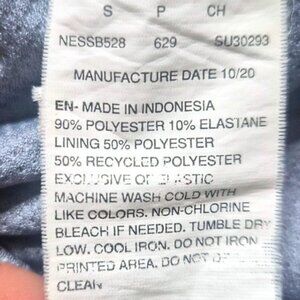 S P CH
NESSB528 629 SU30293
MANUFACTURE DATE 10/20
EN- MADE IN INDONESIA
90% POLYESTER 10% ELASTANE
LINING 50% POLYESTER
50% RECYCLED POLYESTER
EXCLUSIVE OF ELASTIC
MACHINE WASH COLD WITH
LIKE COLORS. NON-CHLORINE
BLEACH IF NEEDED. TUMBLE DRY
LOW. COOL IRON. DO NOT IRON
PRINTED AREA. DO NOT DRY
CLEAN